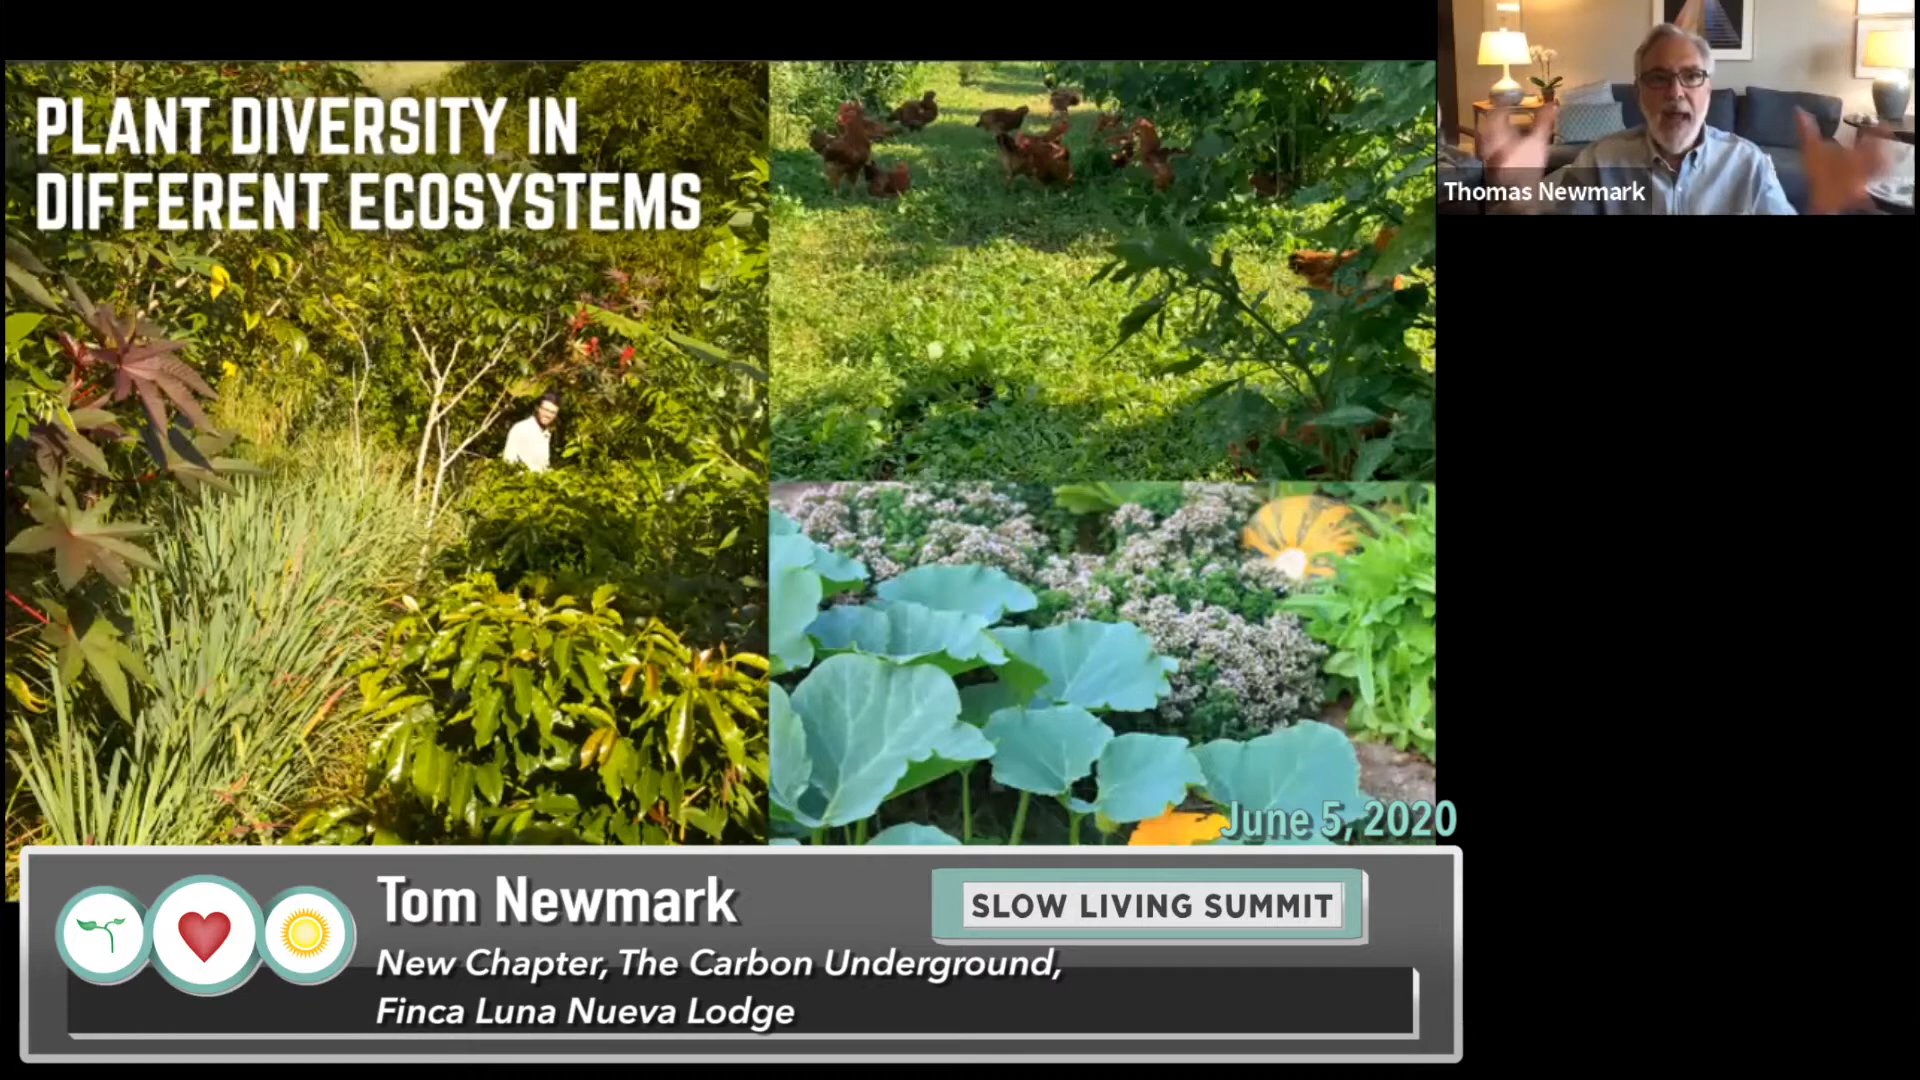 PLANT DIVERSITY IN
DIFFERENT ECOSYSTEMS
Thomas Newmark
June 5, 2020
Tom Newmark
SLOW LIVING SUMMIT
New Chapter, The Carbon Underground,
Finca Luna Nueva Lodge